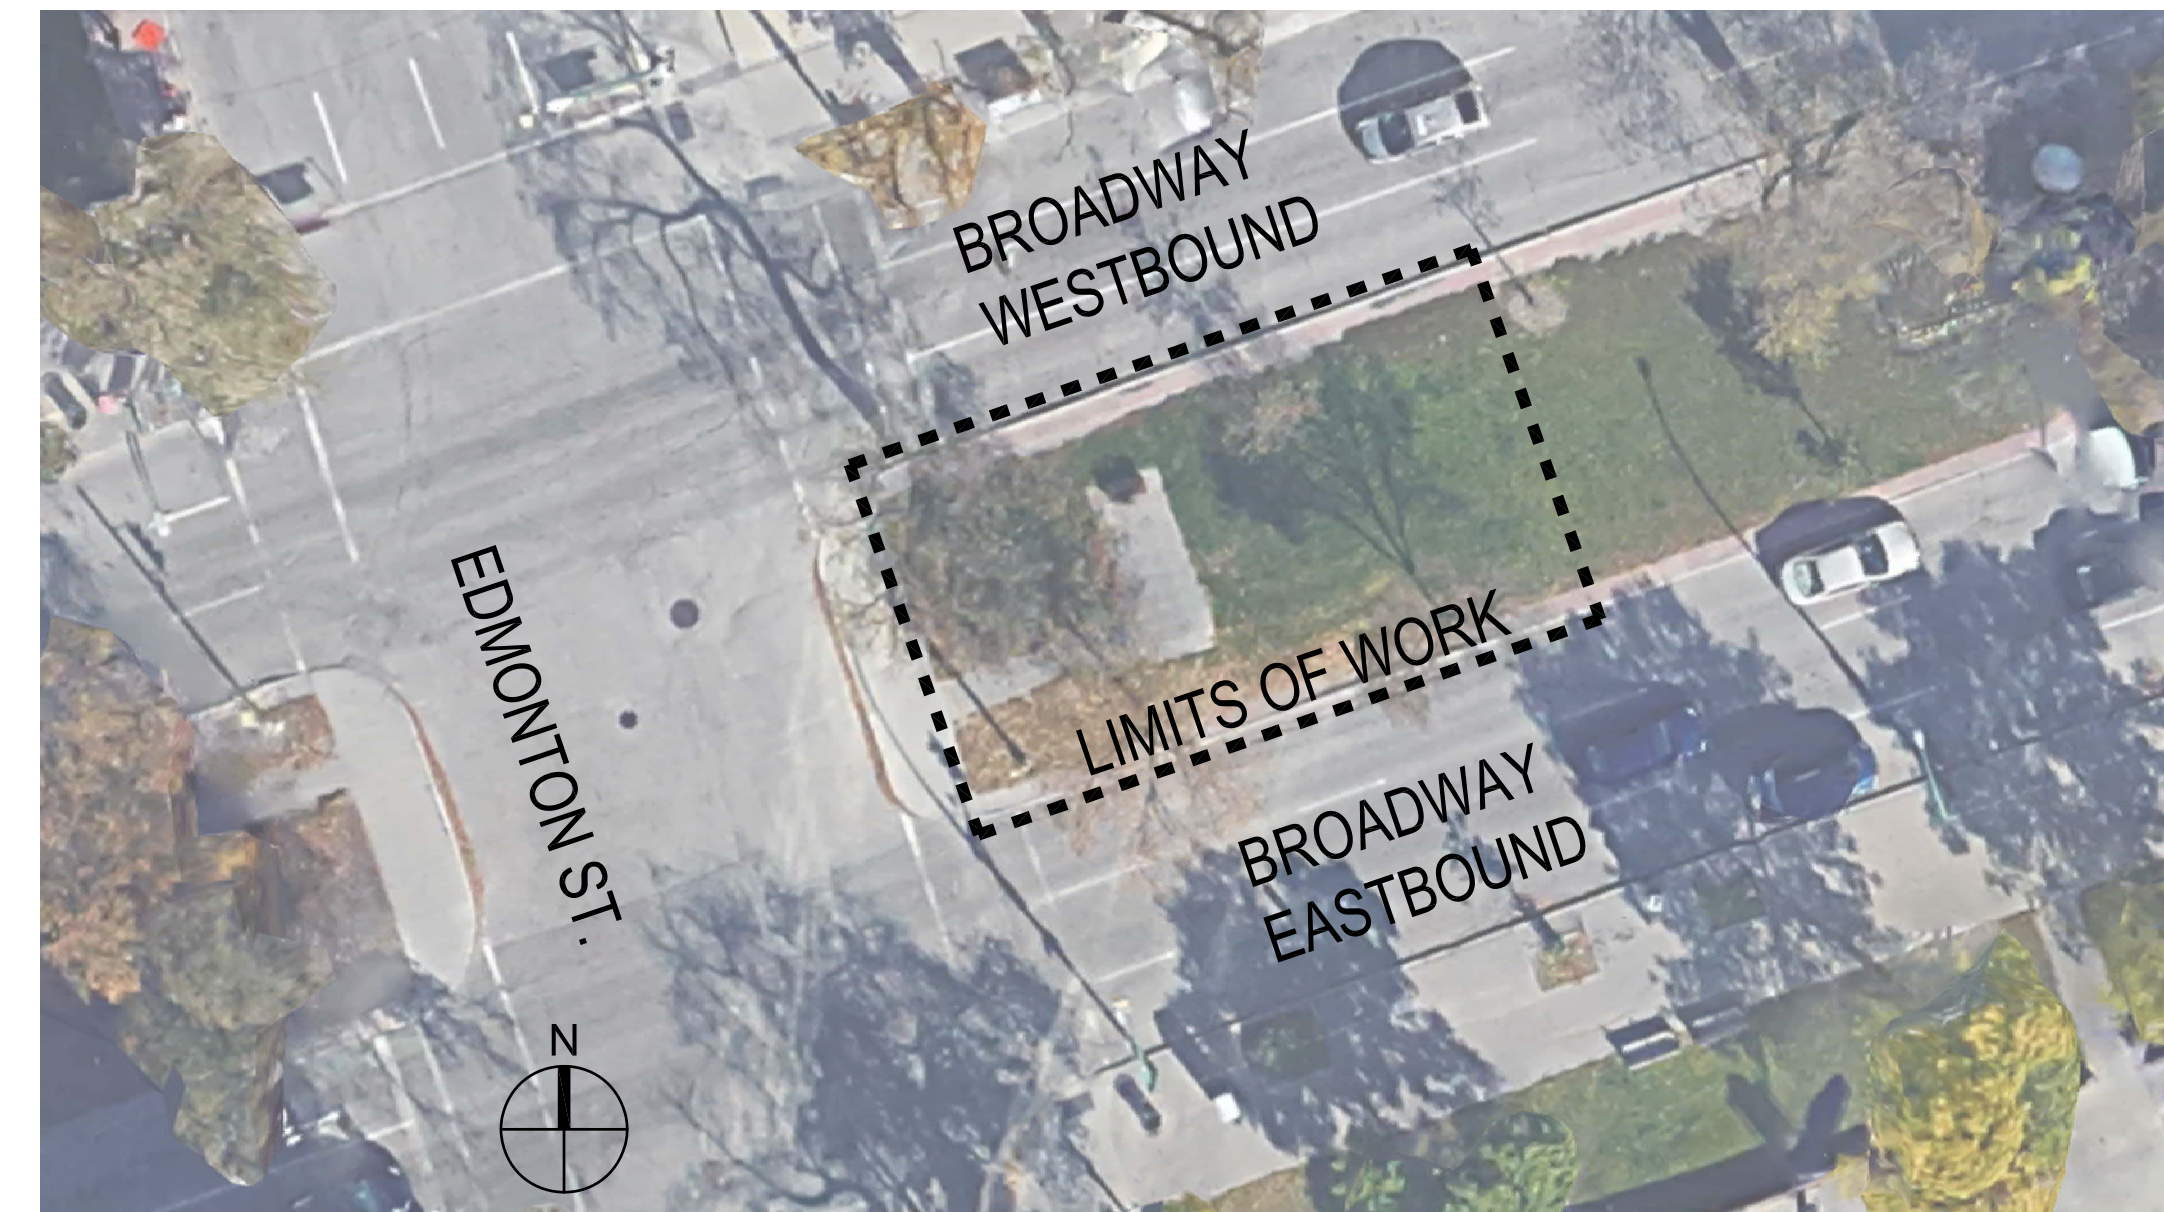 BROADWAY
WESTBOUND
EDMONTON ST.
LIMITS OF WORK
BROADWAY
EASTBOUND
N